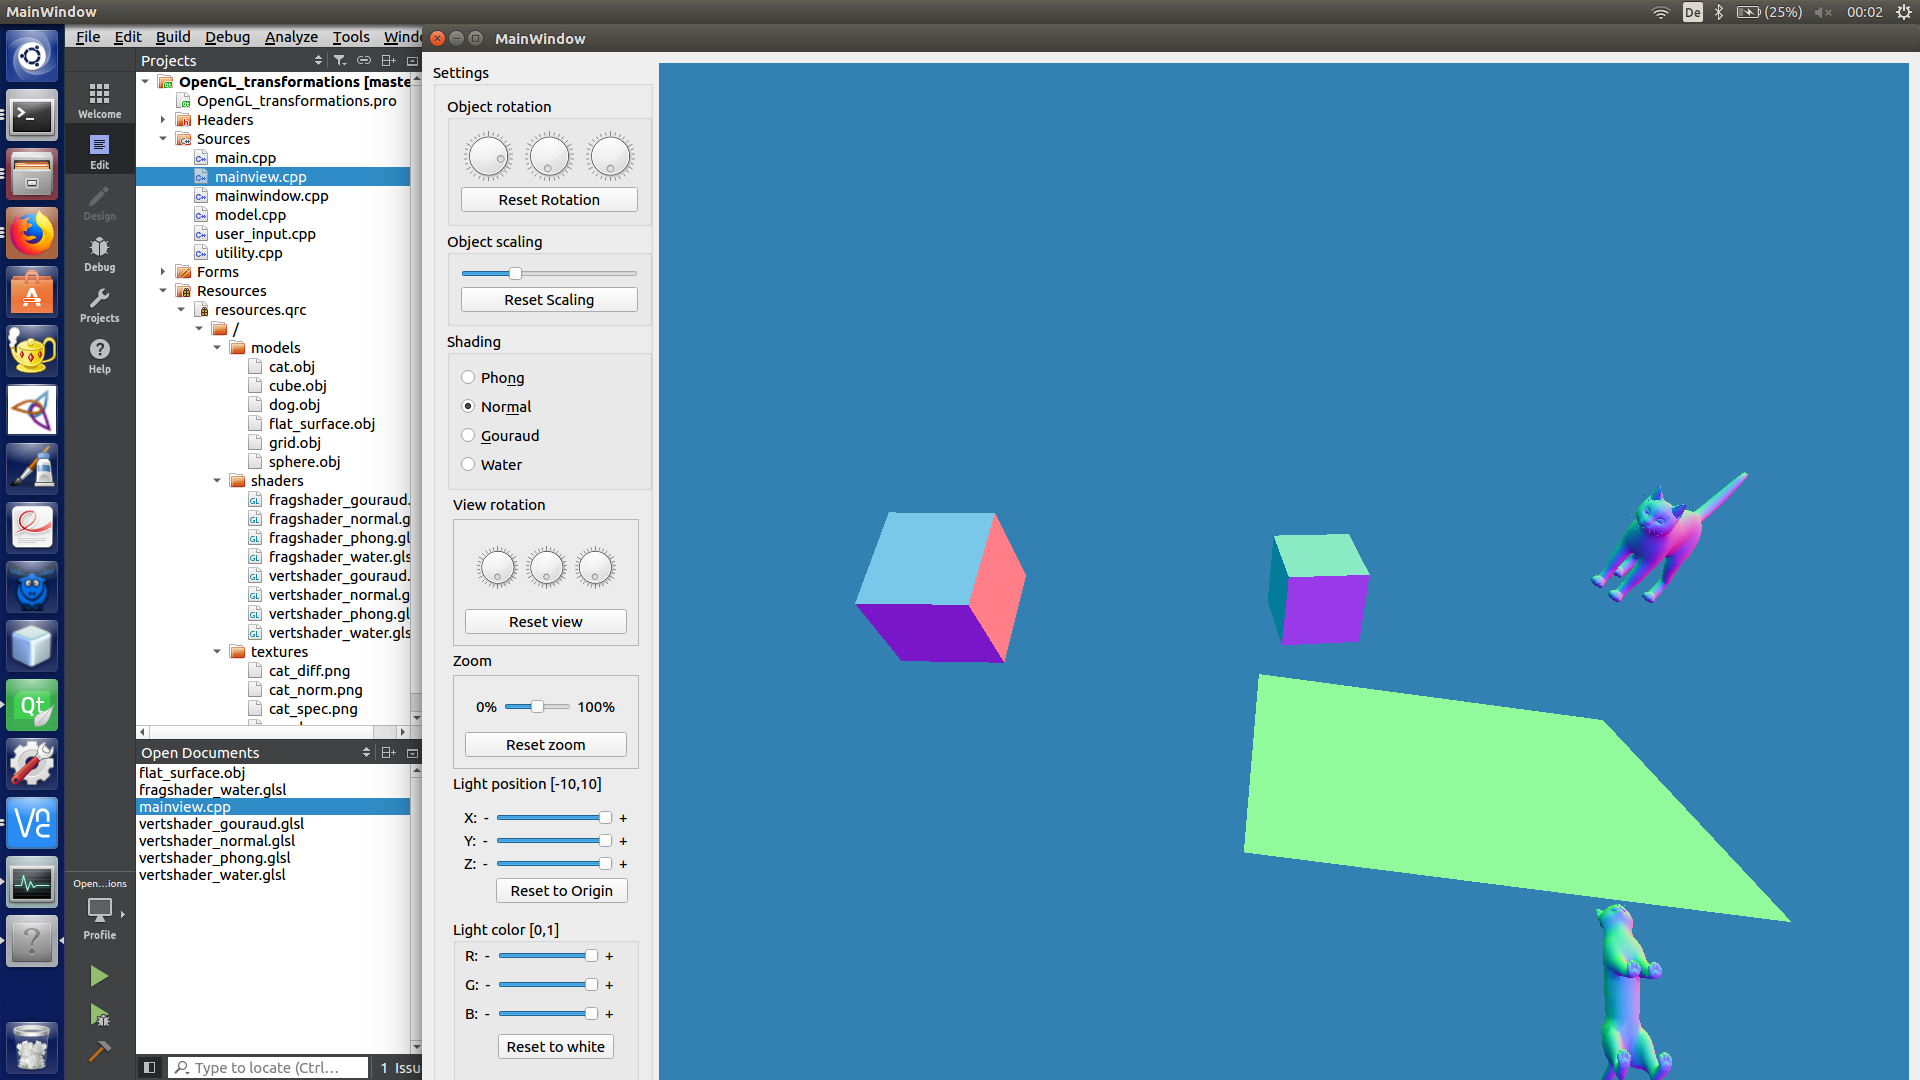 MainWindow
De
(25%)
00:02
File Edit Build Debug Analyze Tools Windo
MainWindow
Projects
Welcome
Edit
Design
Debug
Projects
Help
OpenGL_transformations [maste
OpenGL_transformations.pro
Headers
Sources
main.cpp
mainview.cpp
mainwindow.cpp
model.cpp
user_input.cpp
utility.cpp
Forms
Resources
resources.qrc
/
models
cat.obj
cube.obj
dog.obj
flat_surface.obj
grid.obj
sphere.obj
shaders
fragshader_gouraud.
fragshader_normal.g
fragshader_phong.gl
fragshader_water.gls
vertshader_gouraud.
vertshader_normal.g
vertshader_phong.gl
vertshader_water.gls
textures
cat_diff.png
cat_norm.png
cat_spec.png
Open Documents
flat_surface.obj
fragshader_water.glsl
mainview.cpp
vertshader_gouraud.glsl
vertshader_normal.glsl
vertshader_phong.glsl
vertshader_water.glsl
Open...ions
Profile
Type to locate (Ctrl...
1 Issu
Settings
Object rotation
Reset Rotation
Object scaling
Reset Scaling
Shading
Phong
Normal
Gouraud
Water
View rotation
Reset view
Zoom
0% 100%
Reset zoom
Light position [-10,10]
X: - +
Y: - +
Z: - +
Reset to Origin
Light color [0,1]
R: - +
G: - +
B: - +
Reset to white